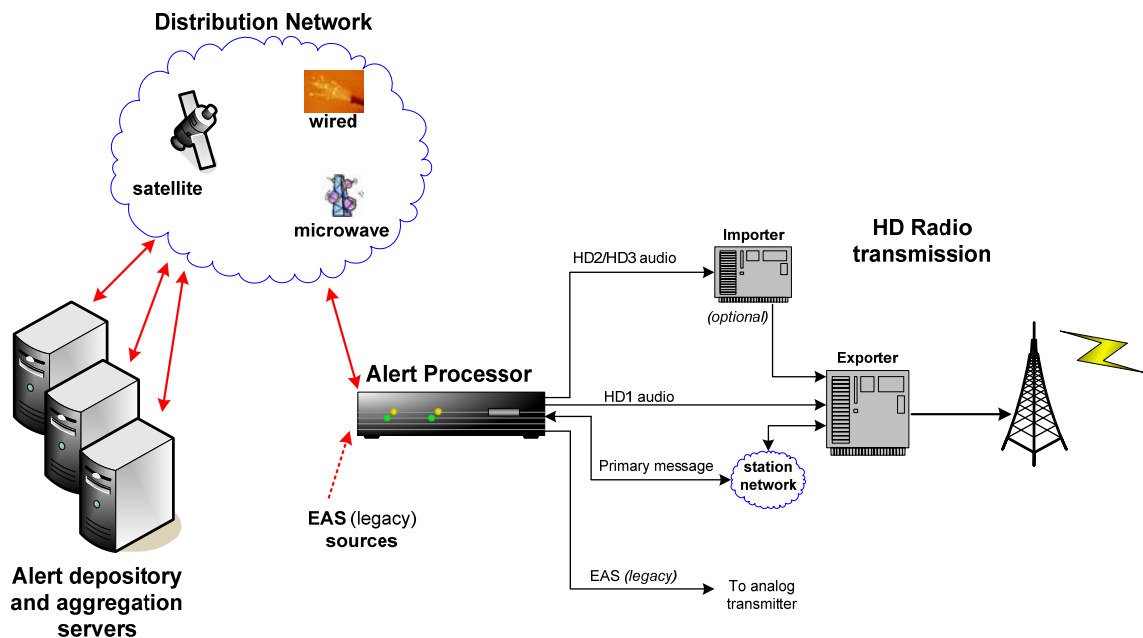 Distribution Network
wired
satellite
microwave
Importer
HD Radio
transmission
HD2/HD3 audio
(optional)
Exporter
Alert Processor
HD1 audio
Primary message
station
network
EAS (legacy)
sources
Alert depository
and aggregation
servers
EAS (legacy)
To analog
transmitter